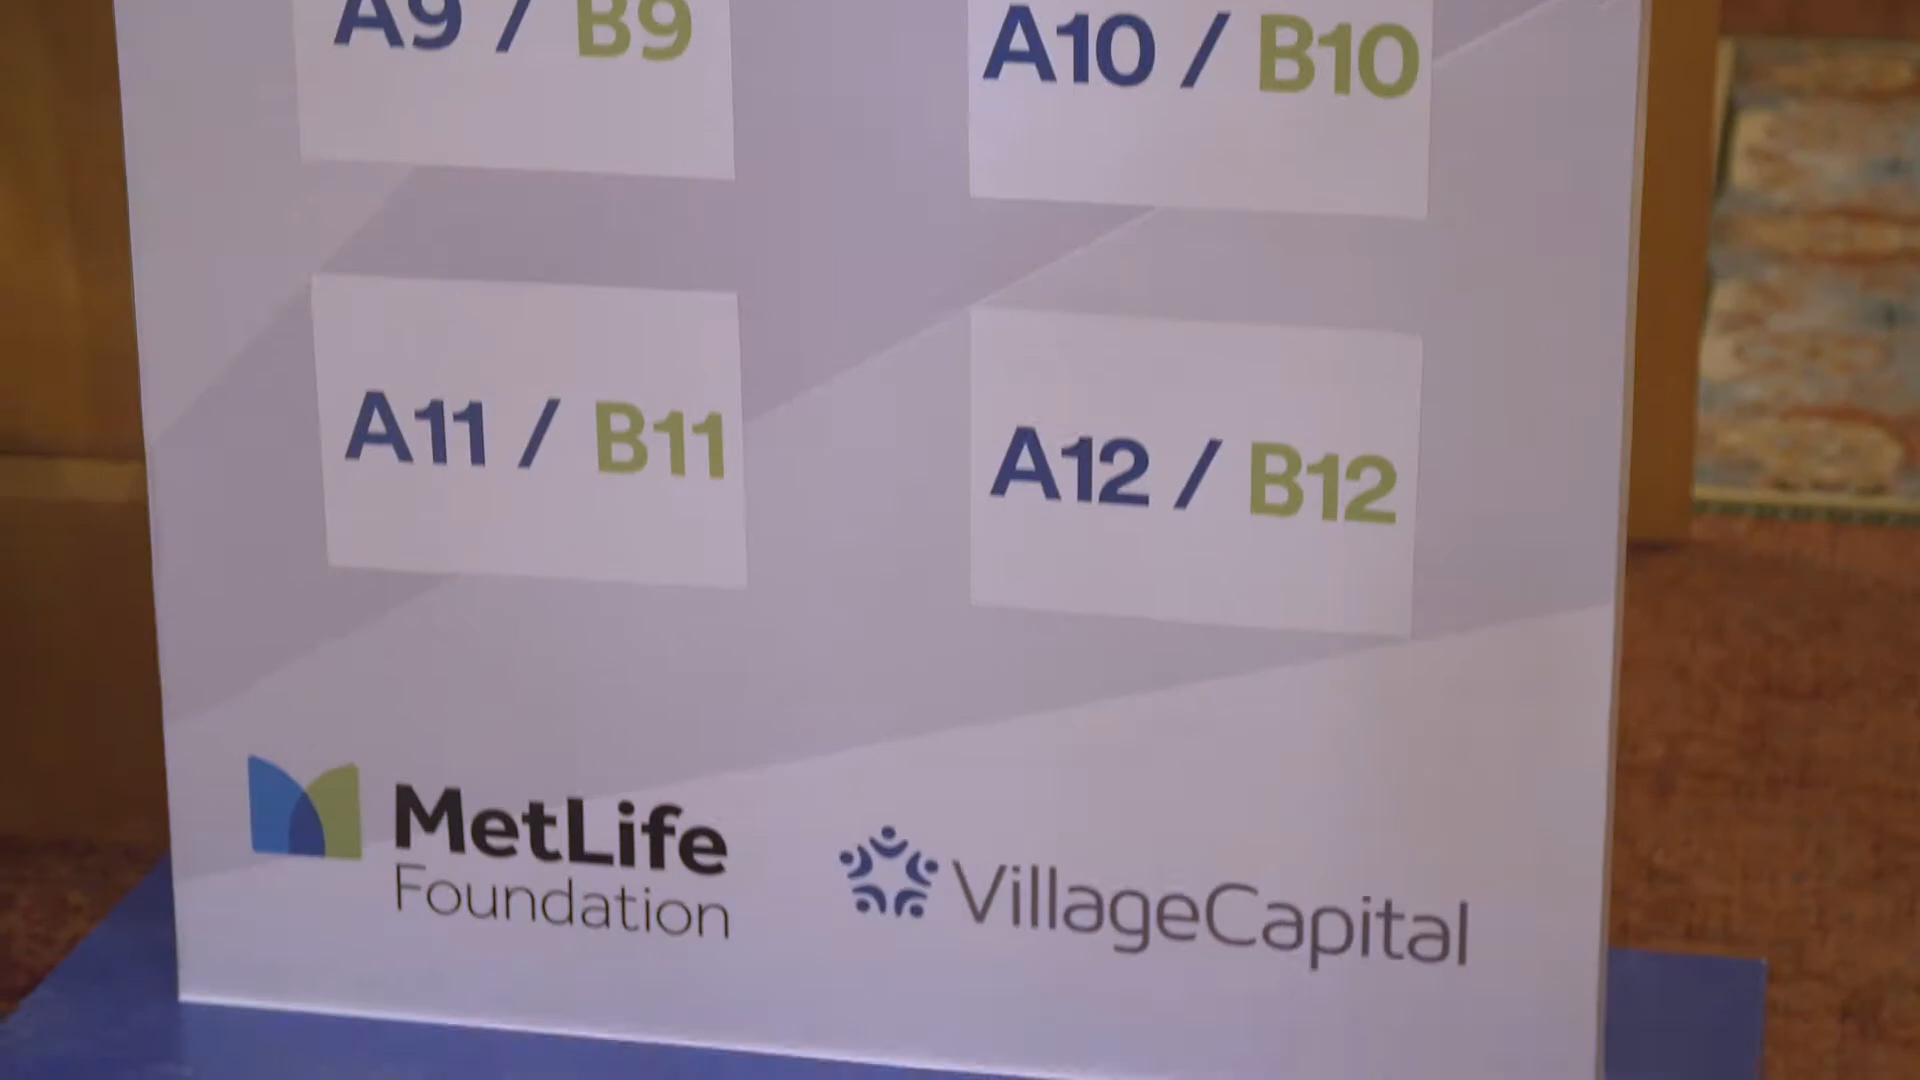 A9 / B9
A10 / B10
A11 / B11
A12 / B12
MetLife
Foundation
VillageCapital